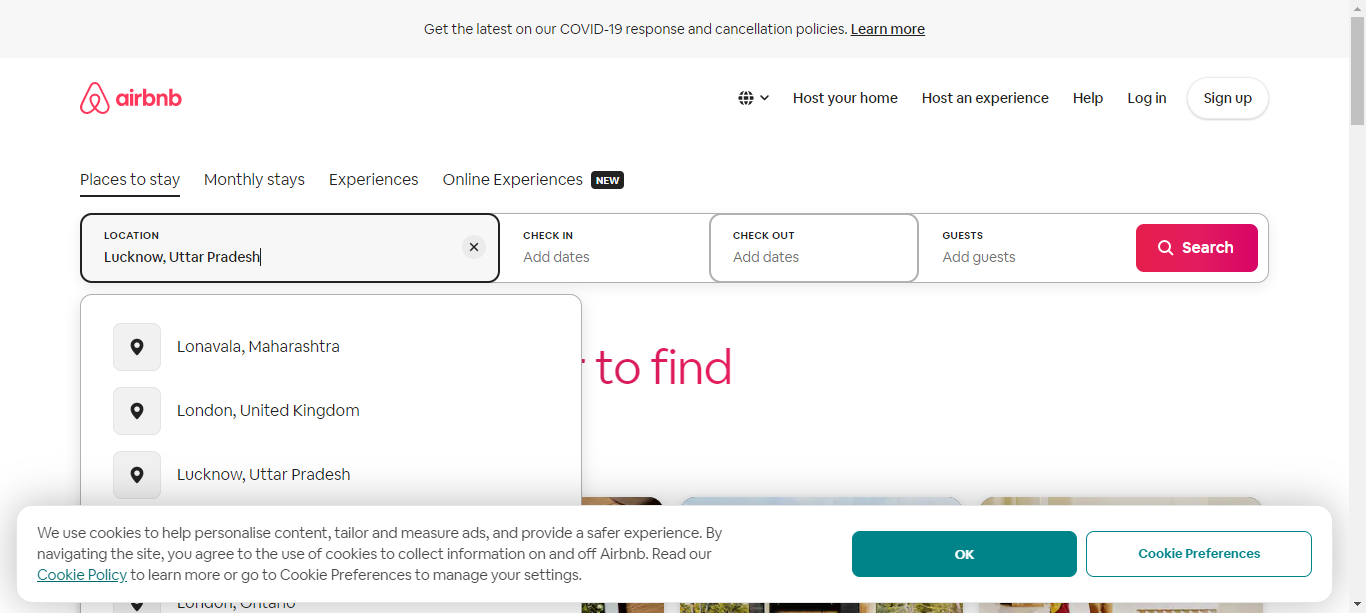 Get the latest on our COVID-19 response and cancellation policies. Learn more
airbnb
Host your home
Host an experience
Help
Log in
Sign up
Places to stay
Monthly stays
Experiences
Online Experiences
NEW
LOCATION
Lucknow, Uttar Pradesh
CHECK IN
Add dates
CHECK OUT
Add dates
GUESTS
Add guests
Search
Lonavala, Maharashtra
to find
London, United Kingdom
Lucknow, Uttar Pradesh
We use cookies to help personalise content, tailor and measure ads, and provide a safer experience. By
navigating the site, you agree to the use of cookies to collect information on and off Airbnb. Read our
Cookie Policy to learn more or go to Cookie Preferences to manage your settings.
OK
Cookie Preferences
London, Ontario